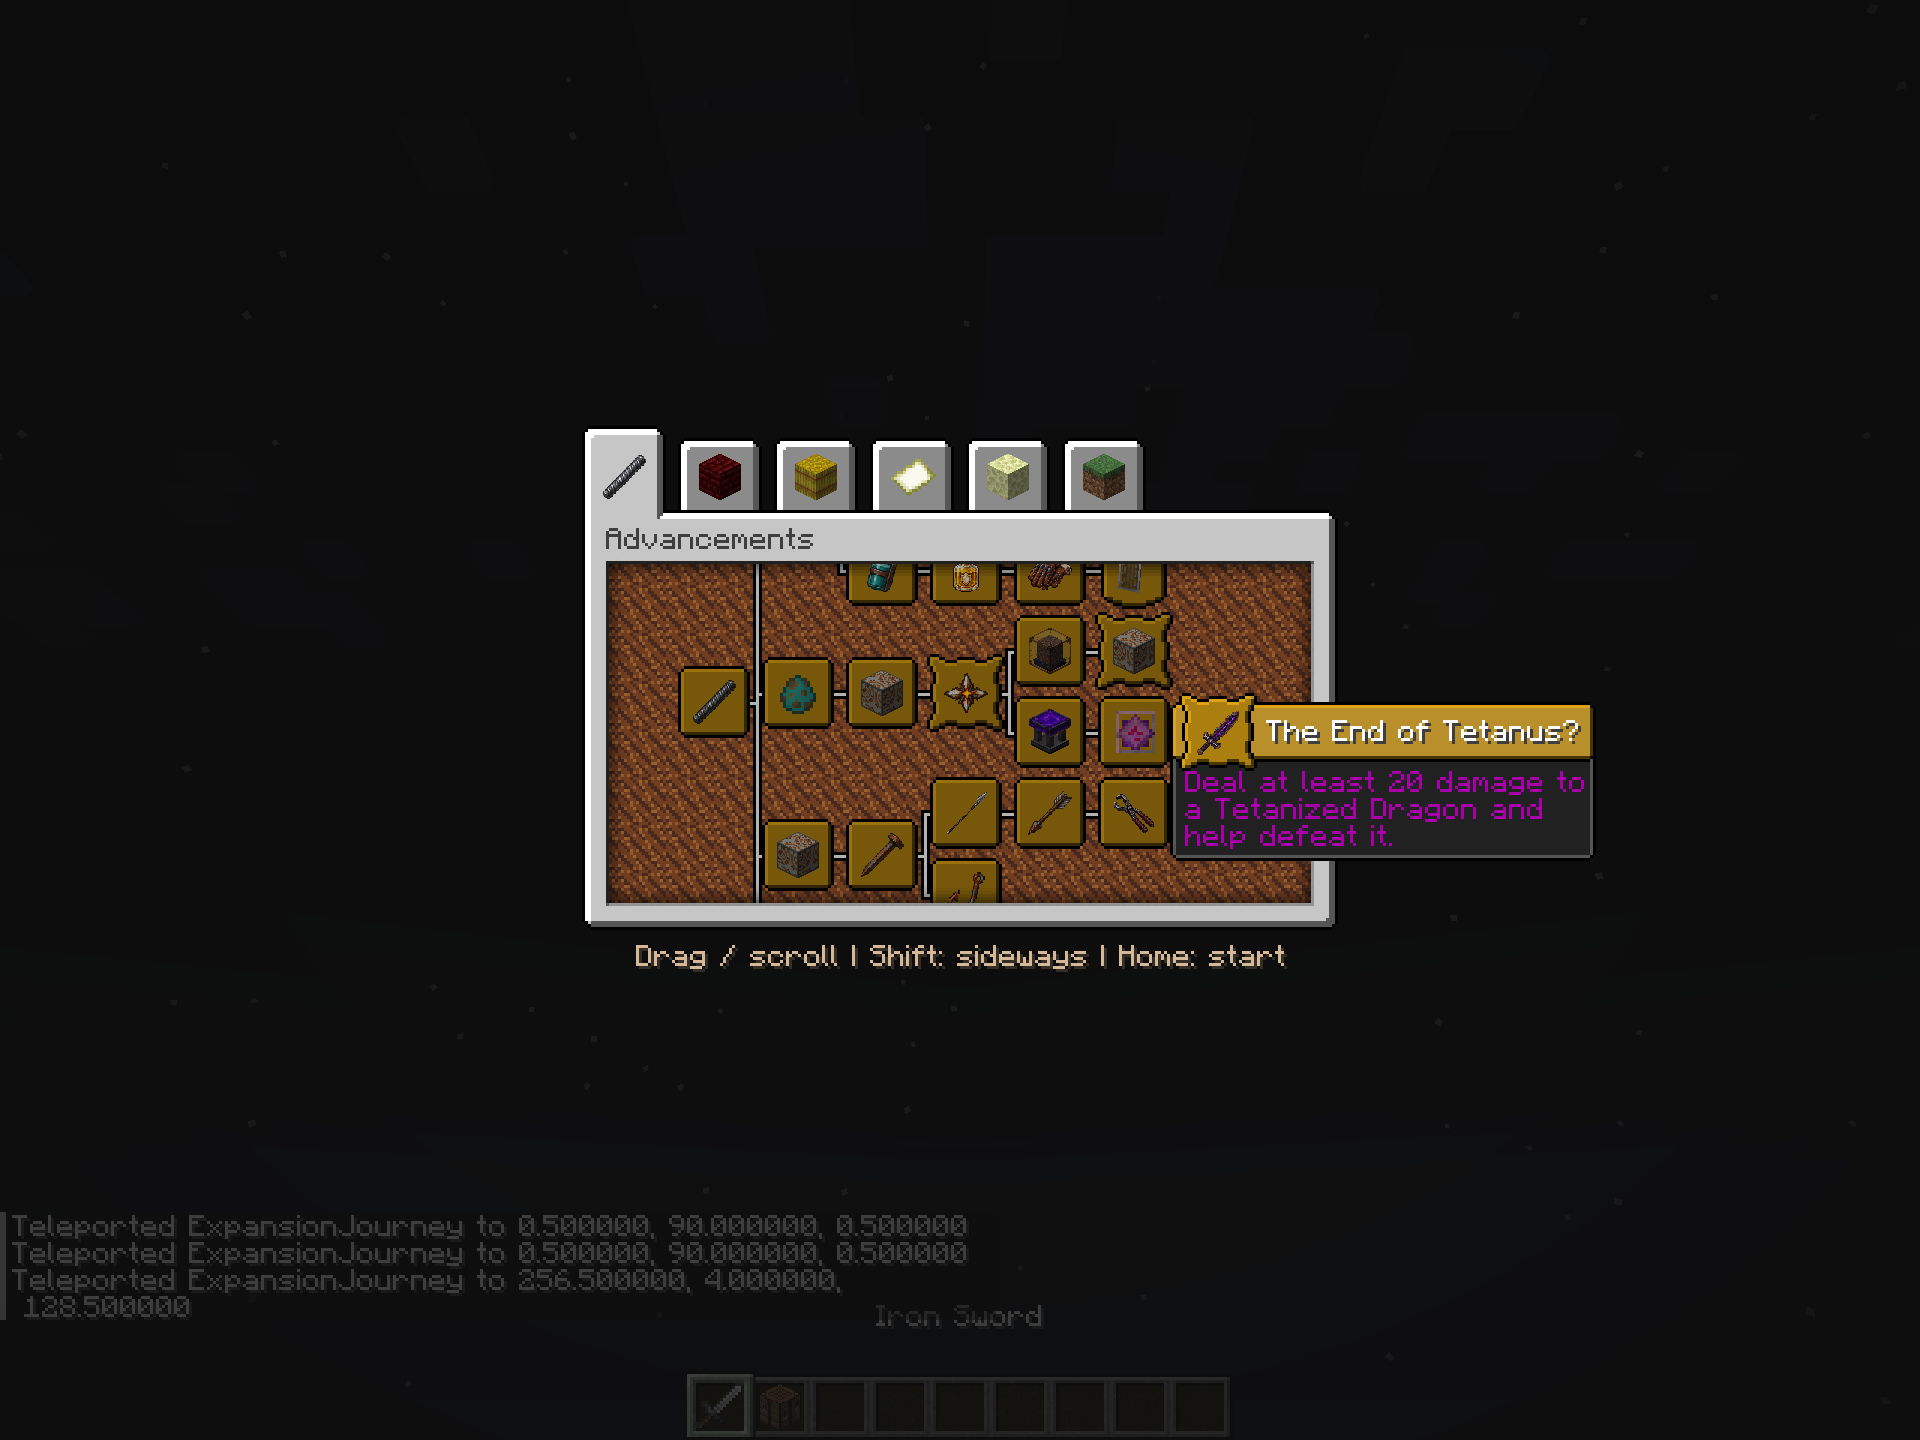 Advancements
The End of Tetanus?
Deal at least 20 damage to
a Tetanized Dragon and
help defeat it.
Drag / scroll | Shift: sideways | Home: start
Teleported ExpansionJourney to 0.500000, 90.000000, 0.500000
Teleported ExpansionJourney to 0.500000, 90.000000, 0.500000
Teleported ExpansionJourney to 256.500000, 4.000000,
128.500000
Iron Sword